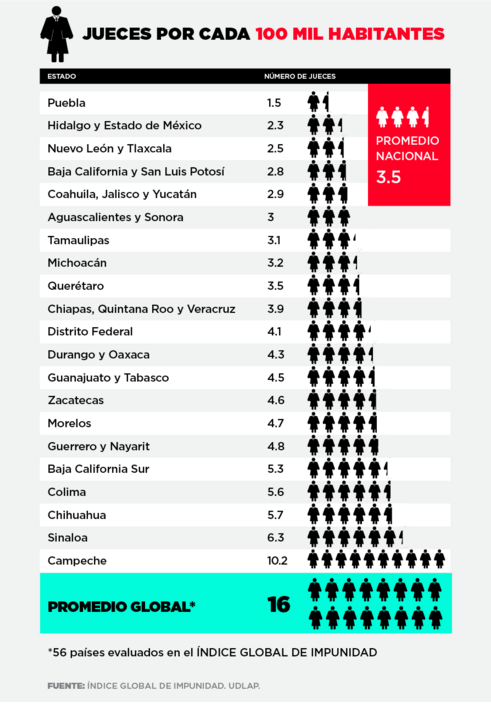 JUECES POR CADA 100 MIL HABITANTES
ESTADO NÚMERO DE JUECES
Puebla 1.5
Hidalgo y Estado de México 2.3
Nuevo León y Tlaxcala 2.5
Baja California y San Luis Potosí 2.8
Coahuila, Jalisco y Yucatán 2.9
PROMEDIO
NACIONAL
3.5
Aguascalientes y Sonora 3
Tamaulipas 3.1
Michoacán 3.2
Querétaro 3.5
Chiapas, Quintana Roo y Veracruz 3.9
Distrito Federal 4.1
Durango y Oaxaca 4.3
Guanajuato y Tabasco 4.5
Zacatecas 4.6
Morelos 4.7
Guerrero y Nayarit 4.8
Baja California Sur 5.3
Colima 5.6
Chihuahua 5.7
Sinaloa 6.3
Campeche 10.2
PROMEDIO GLOBAL* 16
*56 países evaluados en el ÍNDICE GLOBAL DE IMPUNIDAD
FUENTE: ÍNDICE GLOBAL DE IMPUNIDAD. UDLAP.